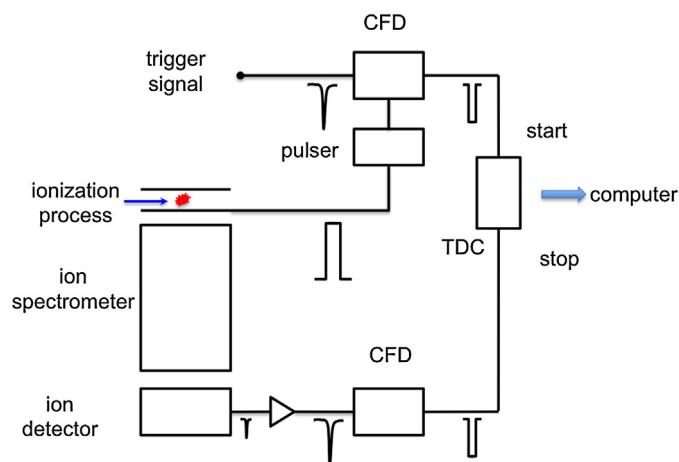 CFD
trigger
signal
start
pulser
ionization
process
computer
TDC
stop
ion
spectrometer
CFD
ion
detector